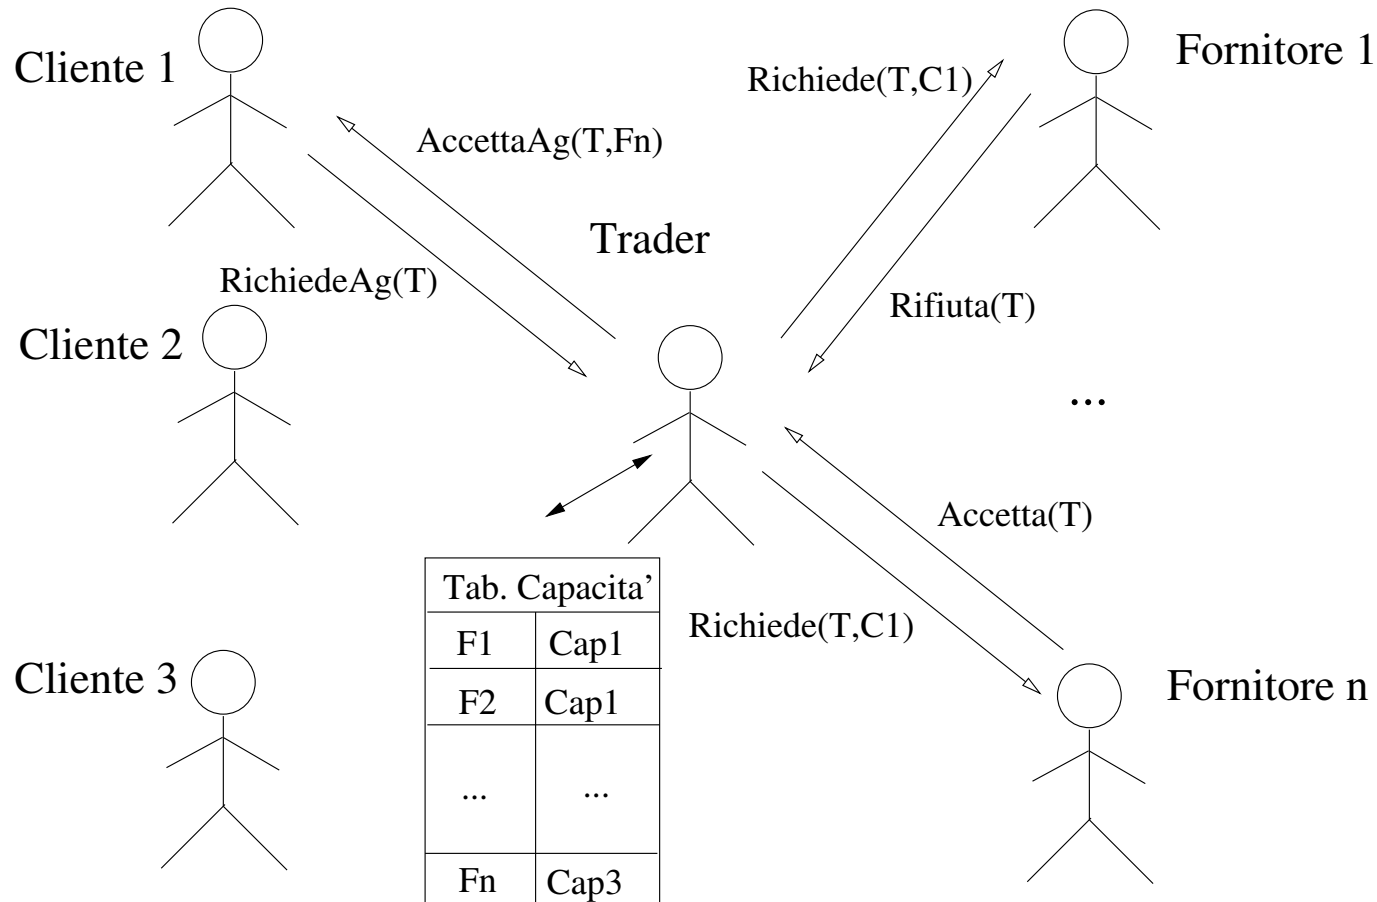 Cliente 1
Fornitore 1
Richiede(T,C1)
AccettaAg(T,Fn)
Trader
RichiedeAg(T)
Rifiuta(T)
Cliente 2
...
Accetta(T)
Tab. Capacita'
Richiede(T,C1)
F1 Cap1
Cliente 3
Fornitore n
F2 Cap1
... ...
Fn Cap3